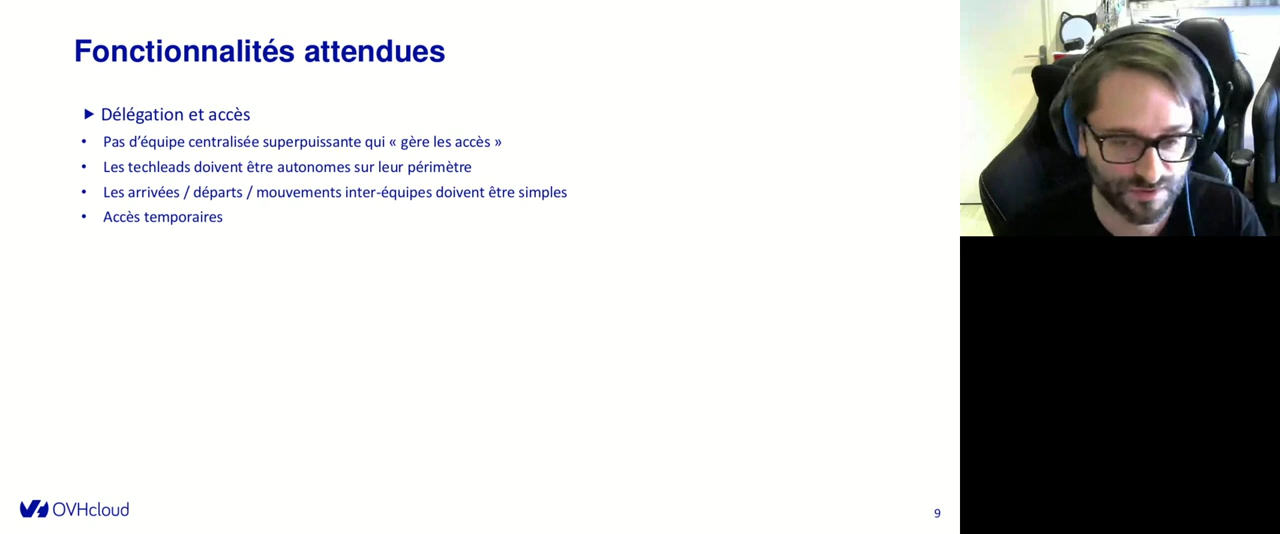 Fonctionnalités attendues
Délégation et accès
• Pas d’équipe centralisée superpuissante qui « gère les accès »
• Les techleads doivent être autonomes sur leur périmètre
• Les arrivées / départs / mouvements inter-équipes doivent être simples
• Accès temporaires
OVHcloud
9